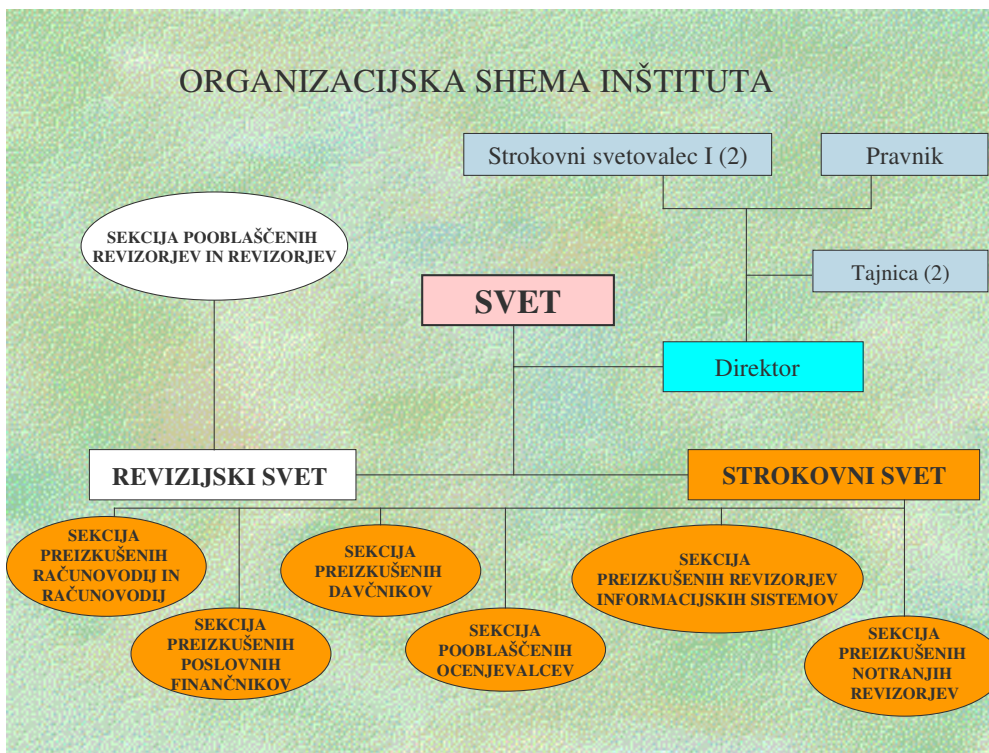 ORGANIZACIJSKA SHEMA INŠTITUTA
Strokovni svetovalec I (2)
Pravnik
SEKCIJA POOBLAŠČENIH
REVIZORJEV IN REVIZORJEV
Tajnica (2)
SVET
Direktor
REVIZIJSKI SVET
STROKOVNI SVET
SEKCIJA
PREIZKUŠENIH
RAČUNOVODIJ IN
RAČUNOVODIJ
SEKCIJA
PREIZKUŠENIH
POSLOVNIH
FINANČNIKOV
SEKCIJA
PREIZKUŠENIH
DAVČNIKOV
SEKCIJA
POOBLAŠČENIH
OCENJEVALCEV
SEKCIJA
PREIZKUŠENIH REVIZORJEV
INFORMACIJSKIH SISTEMOV
SEKCIJA
PREIZKUŠENIH
NOTRANJIH
REVIZORJEV